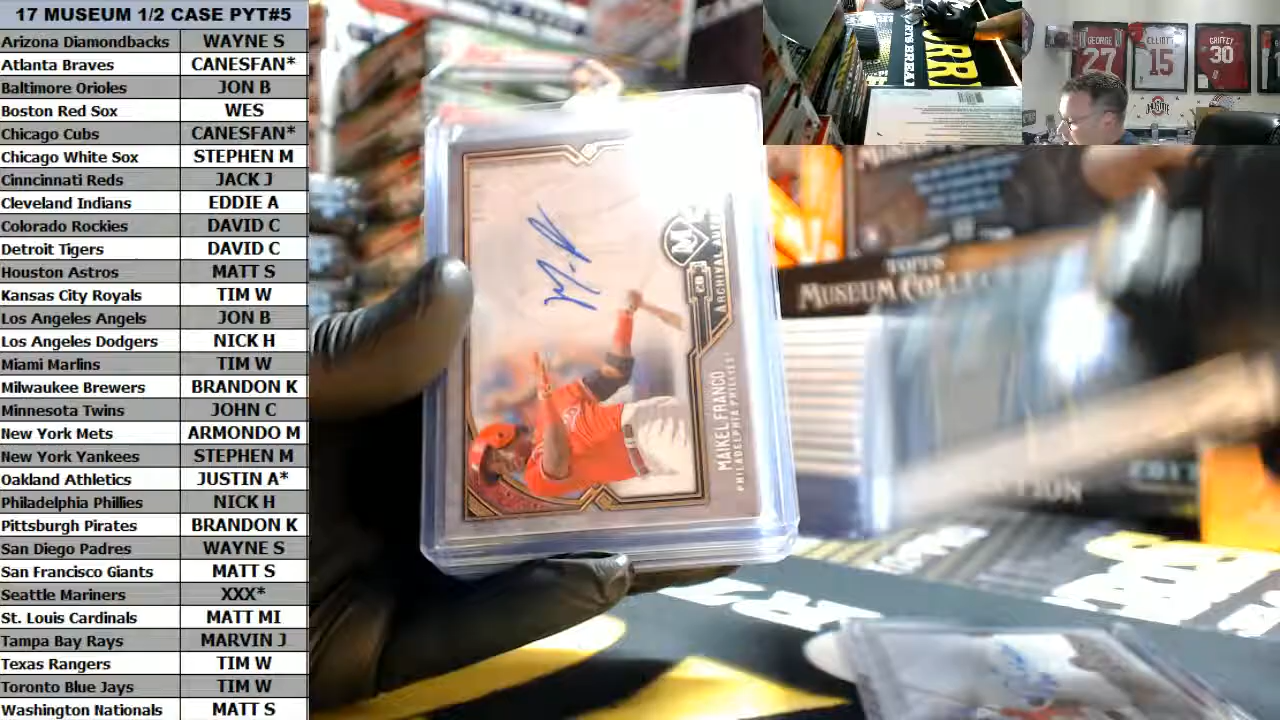 17 MUSEUM 1/2 CASE PYT#5
Arizona Diamondbacks WAYNE S
Atlanta Braves CANESFAN*
Baltimore Orioles JON B
Boston Red Sox WES
Chicago Cubs CANESFAN*
Chicago White Sox STEPHEN M
Cinncinnati Reds JACK J
Cleveland Indians EDDIE A
Colorado Rockies DAVID C
Detroit Tigers DAVID C
Houston Astros MATT S
Kansas City Royals TIM W
Los Angeles Angels JON B
Los Angeles Dodgers NICK H
Miami Marlins TIM W
Milwaukee Brewers BRANDON K
Minnesota Twins JOHN C
New York Mets ARMONDO M
New York Yankees STEPHEN M
Oakland Athletics JUSTIN A*
Philadelphia Phillies NICK H
Pittsburgh Pirates BRANDON K
San Diego Padres WAYNE S
San Francisco Giants MATT S
Seattle Mariners XXX*
St. Louis Cardinals MATT MI
Tampa Bay Rays MARVIN J
Texas Rangers TIM W
Toronto Blue Jays TIM W
Washington Nationals MATT S
MAIKEL FRANCO
PHILADELPHIA PHILLIES
ARCHIVAL
M
TOPPS
MUSEUM
GEORGE
27
ELLIOTT
15
GRIFFEY
30